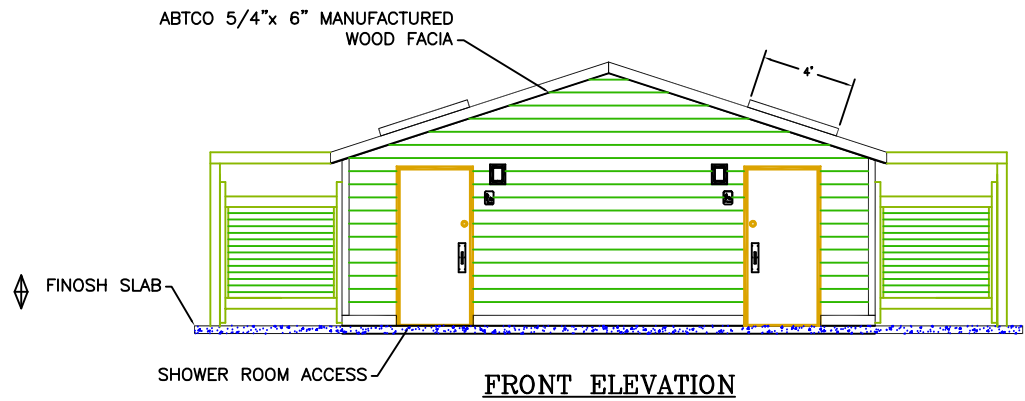 ABTCO 5/4"x 6" MANUFACTURED
WOOD FACIA
4'
FINOSH SLAB
SHOWER ROOM ACCESS
FRONT ELEVATION